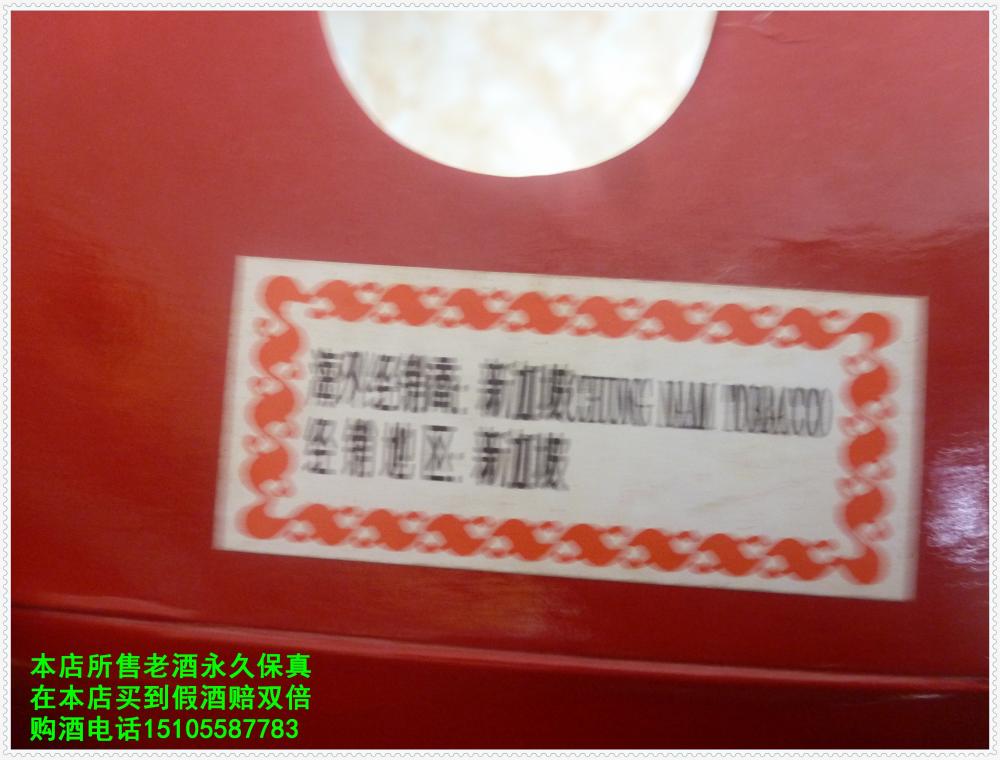 海外经销商：新加坡CHUNG TOBACCO
经销地区：新加坡
本店所售老酒永久保真
在本店买到假酒赔双倍
购酒电话15105587783